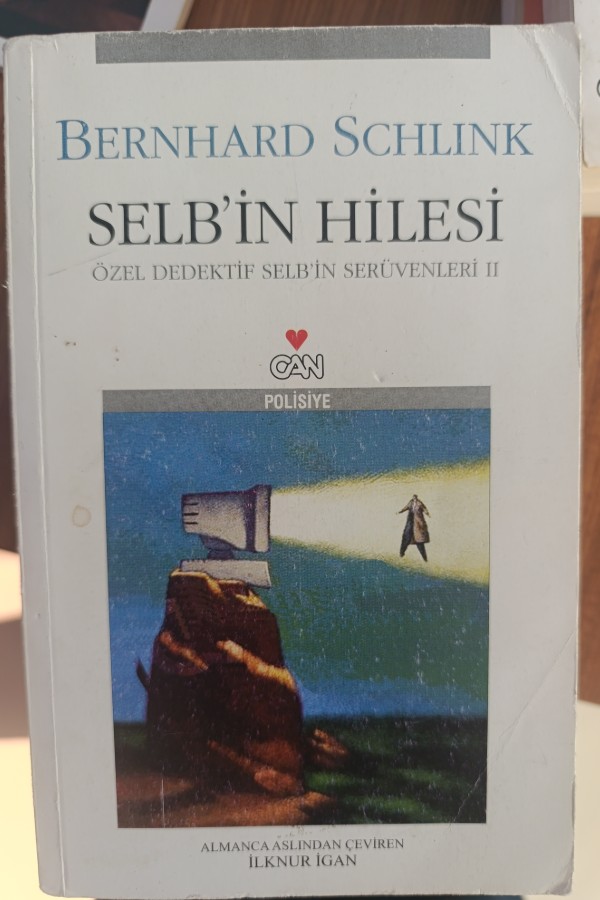 BERNHARD SCHLINK
SELB'İN HİLESİ
ÖZEL DEDEKTİF SELB'İN SERÜVENLERİ II
CAN
POLİSİYE
ALMANCA ASLINDAN ÇEVİREN
İLKNUR İGAN